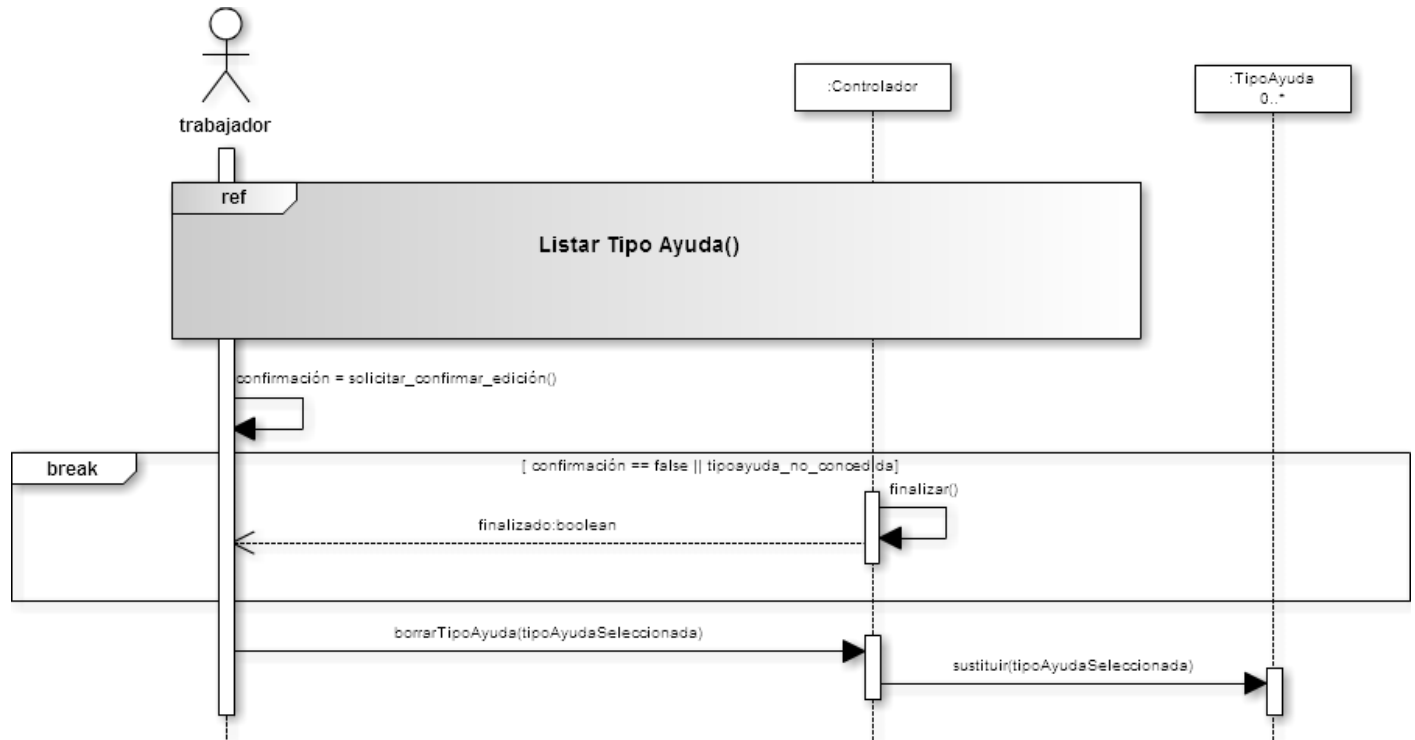 trabajador
:Controlador
:TipoAyuda
0..*
ref
Listar Tipo Ayuda()
confirmación = solicitar_confirmar_edición()
break
[ confirmación == false || tipoayuda_no_concedida]
finalizar()
finalizado:boolean
borrarTipoAyuda(tipoAyudaSeleccionada)
sustituir(tipoAyudaSeleccionada)